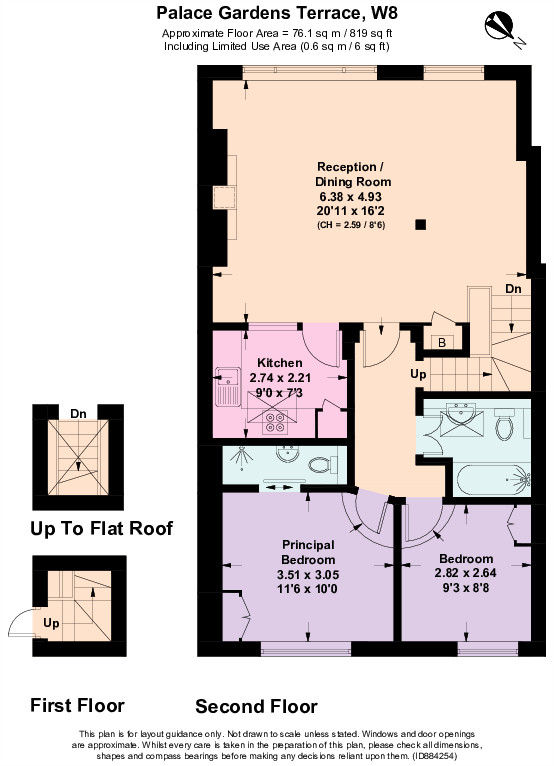 Palace Gardens Terrace, W8
Approximate Floor Area = 76.1 sq m / 819 sq ft
Including Limited Use Area (0.6 sq m / 6 sq ft)
N
Reception /
Dining Room
6.38 x 4.93
20'11 x 16'2
(CH = 2.59 / 8'6)
Dn
B
Kitchen
2.74 x 2.21
9'0 x 7'3
Up
Dn
Up To Flat Roof
Principal
Bedroom
3.51 x 3.05
11'6 x 10'0
Bedroom
2.82 x 2.64
9'3 x 8'8
Up
First Floor
Second Floor
This plan is for layout guidance only. Not drawn to scale unless stated. Windows and door openings
are approximate. Whilst every care is taken in the preparation of this plan, please check all dimensions,
shapes and compass bearings before making any decisions reliant upon them. (ID884254)